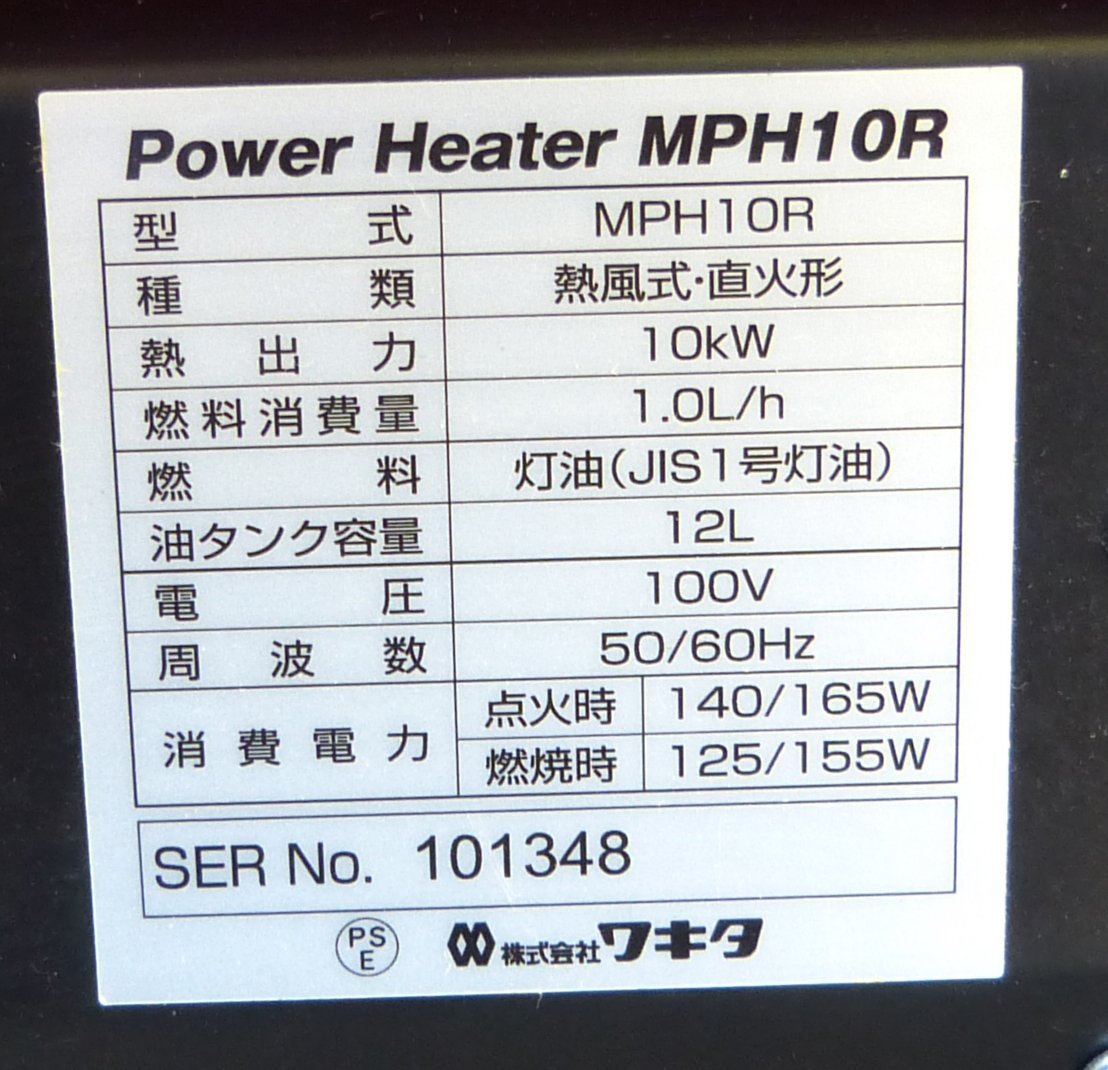 Power Heater MPH10R
型式 MPH10R
種類 熱風式・直火形
熱出力 10kW
燃料消費量 1.0L/h
燃料 灯油(JIS1号灯油)
油タンク容量 12L
電圧 100V
周波数 50/60Hz
消費電力 点火時 140/165W
燃焼時 125/155W
SER No. 101348
PS
E 株式会社ワキタ